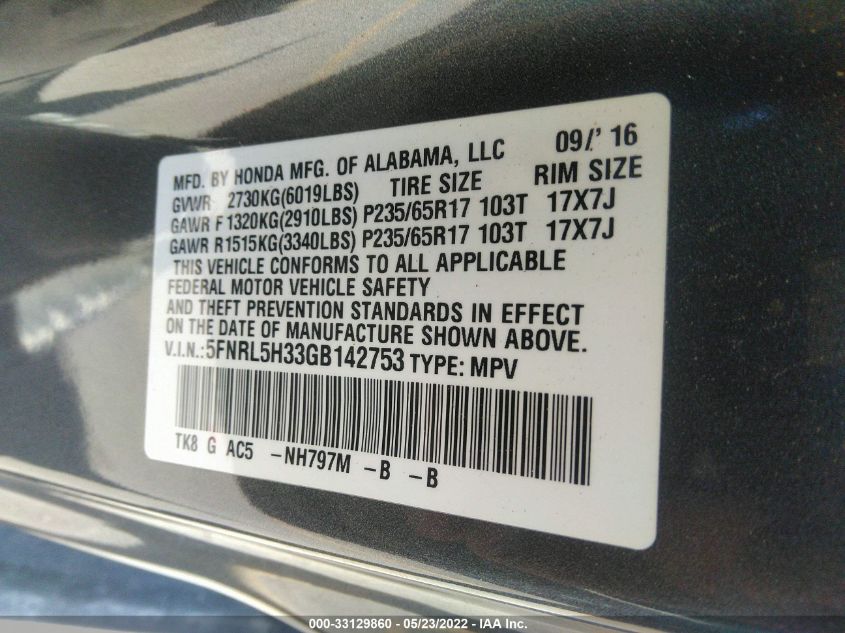 09/' 16
MFD. BY HONDA MFG. OF ALABAMA, LLC
GVWR 2730KG(6019LBS) TIRE SIZE RIM SIZE
GAWR F1320KG(2910LBS) P235/65R17 103T 17X7J
GAWR R1515KG(3340LBS) P235/65R17 103T 17X7J
THIS VEHICLE CONFORMS TO ALL APPLICABLE
FEDERAL MOTOR VEHICLE SAFETY
AND THEFT PREVENTION STANDARDS IN EFFECT
ON THE DATE OF MANUFACTURE SHOWN ABOVE.
V.I.N.:5FNRL5H33GB142753 TYPE: MPV
TK8 G AC5 -NH797M -B -B
000-33129860 - 05/23/2022 - IAA Inc.